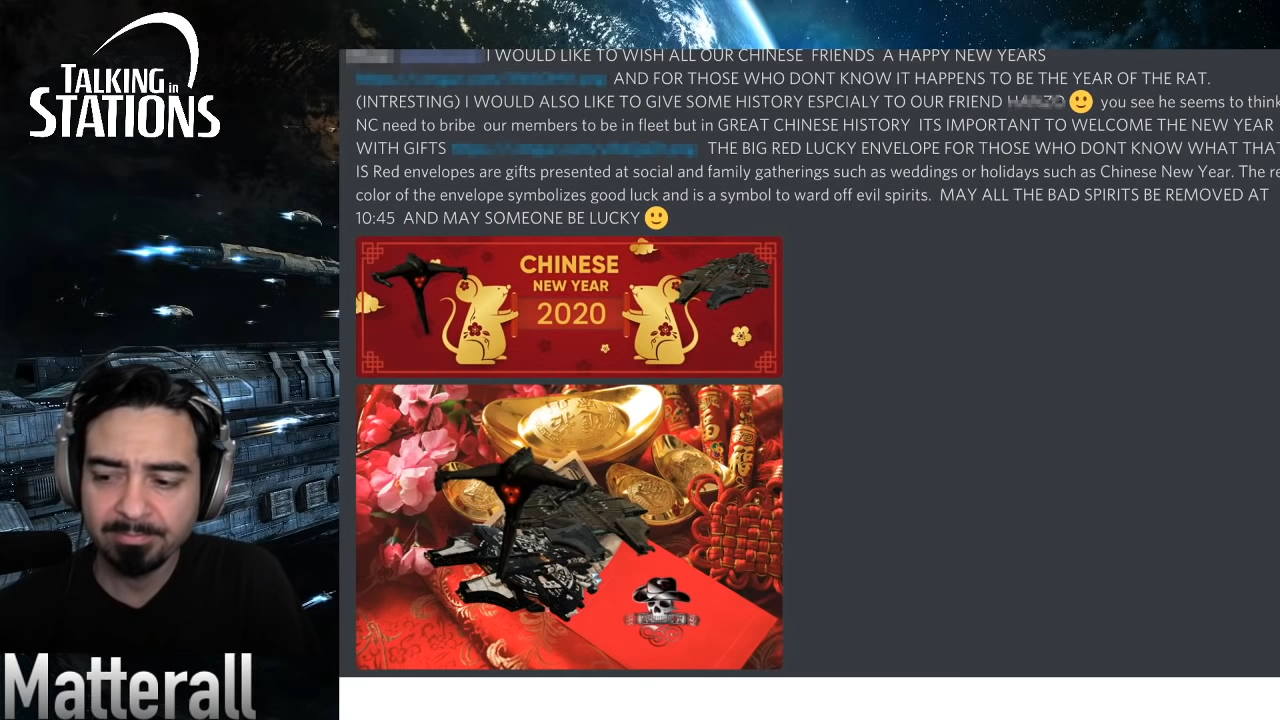 TALKING in
STATIONS
I WOULD LIKE TO WISH ALL OUR CHINESE FRIENDS A HAPPY NEW YEARS
AND FOR THOSE WHO DONT KNOW IT HAPPENS TO BE THE YEAR OF THE RAT.
(INTRESTING) I WOULD ALSO LIKE TO GIVE SOME HISTORY ESPCIALY TO OUR FRIEND 🙂 you see he seems to think
NC need to bribe our members to be in fleet but in GREAT CHINESE HISTORY ITS IMPORTANT TO WELCOME THE NEW YEAR
WITH GIFTS THE BIG RED LUCKY ENVELOPE FOR THOSE WHO DONT KNOW WHAT THAT
IS Red envelopes are gifts presented at social and family gatherings such as weddings or holidays such as Chinese New Year. The re
color of the envelope symbolizes good luck and is a symbol to ward off evil spirits. MAY ALL THE BAD SPIRITS BE REMOVED AT
10:45 AND MAY SOMEONE BE LUCKY 🙂
CHINESE
NEW YEAR
2020
Matterall